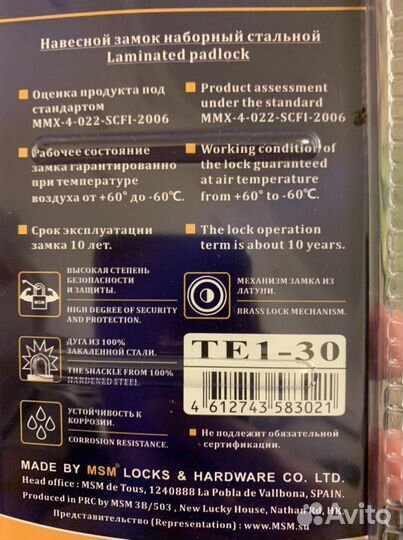 Навесной замок наборный стальной
Laminated padlock
Оценка продукта под
стандартом
MMX-4-022-SCFI-2006
Product assessment
under the standard
MMX-4-022-SCFI-2006
Рабочее состояние
замка гарантированно
при температуре
воздуха от +60° до -60°C.
Working condition of
the lock guaranteed
at air temperature
from +60° to -60°C.
Срок эксплуатации
замка 10 лет.
The lock operation
term is about 10 years.
ВЫСОКАЯ СТЕПЕНЬ
БЕЗОПАСНОСТИ
И ЗАЩИТЫ.
HIGH DEGREE OF SECURITY
AND PROTECTION.
МЕХАНИЗМ ЗАМКА ИЗ
ЛАТУНИ.
BRASS LOCK MECHANISM.
ДУГА ИЗ 100%
ЗАКАЛЕННОЙ СТАЛИ.
THE SHACKLE FROM 100%
HARDENED STEEL.
TE1-30
4 612743 583021
УСТОЙЧИВОСТЬ К
КОРРОЗИИ.
CORROSION RESISTANCE.
Не подлежит обязательной
сертификации.
MADE BY MSM® LOCKS & HARDWARE CO. LTD.
Head office : MSM de Tous, 1240888 La Pobla de Vallbona, SPAIN.
Produced in PRC by MSM 3B/503 , New Lucky House, Nathan Rd, HK.
Представительство (Representation) : www.MSM.su
Avito